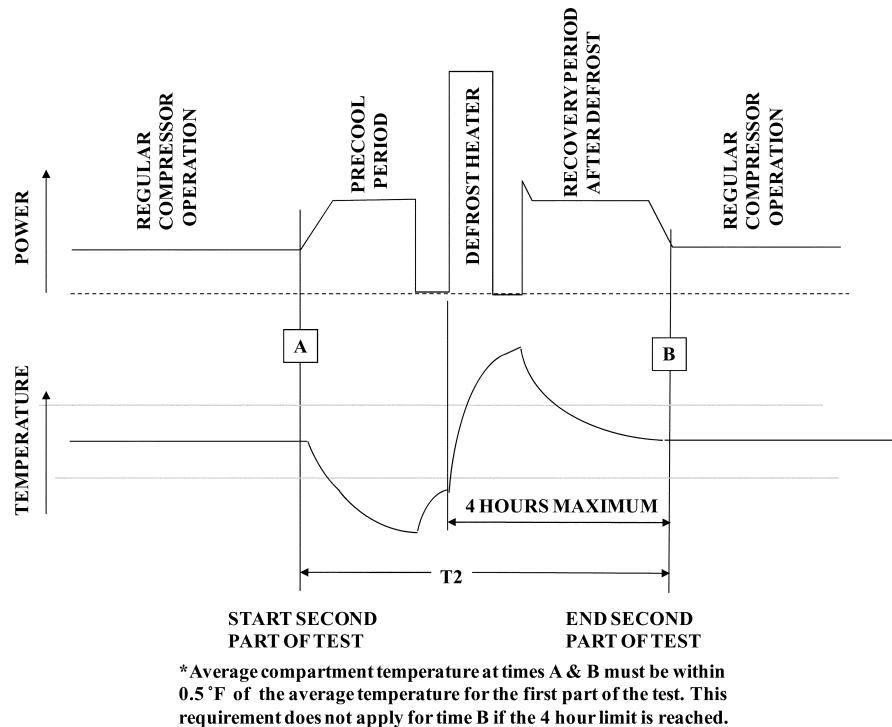 REGULAR
COMPRESSOR
OPERATION
PRECOOL
PERIOD
DEFROST HEATER
RECOVERY PERIOD
AFTER DEFROST
REGULAR
COMPRESSOR
OPERATION
POWER
A
B
TEMPERATURE
4 HOURS MAXIMUM
T2
START SECOND
PART OF TEST
END SECOND
PART OF TEST
*Average compartment temperature at times A & B must be within
0.5 ˚F of the average temperature for the first part of the test. This
requirement does not apply for time B if the 4 hour limit is reached.